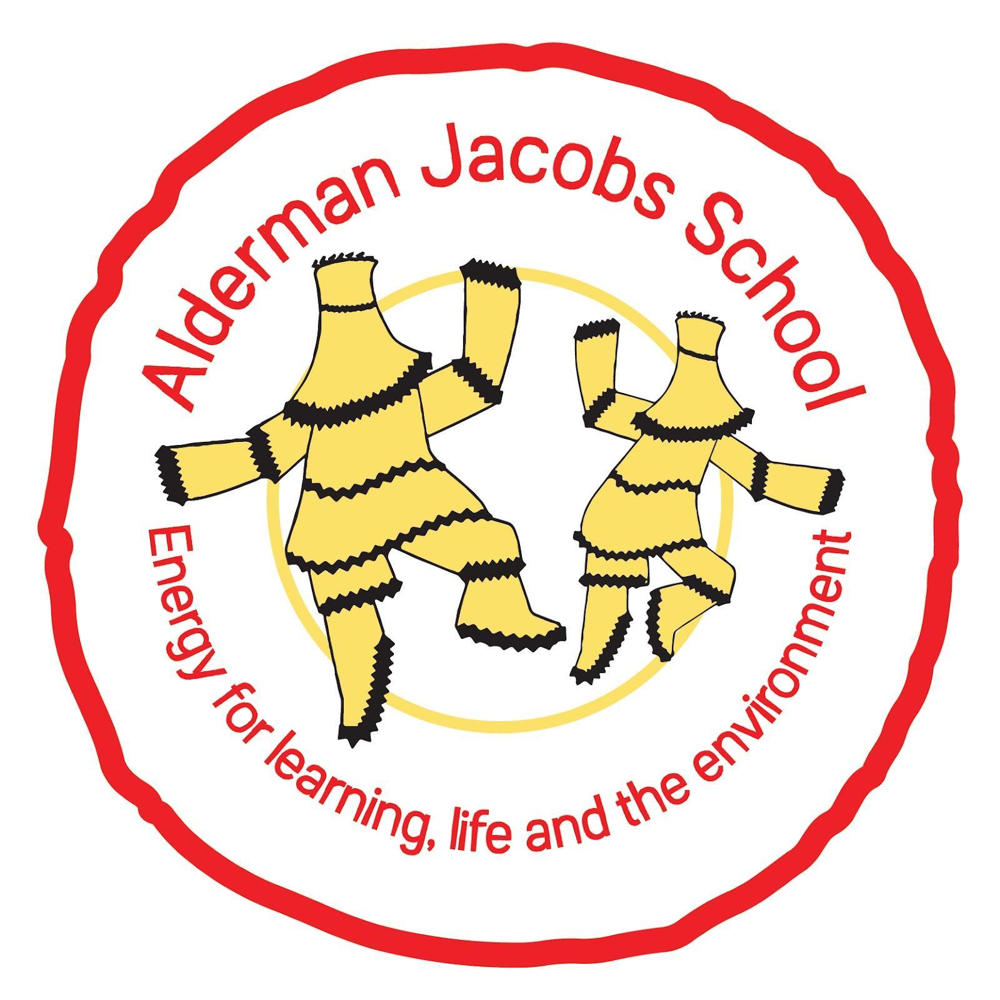 Alderman Jacobs School
Energy for learning, life and the environment